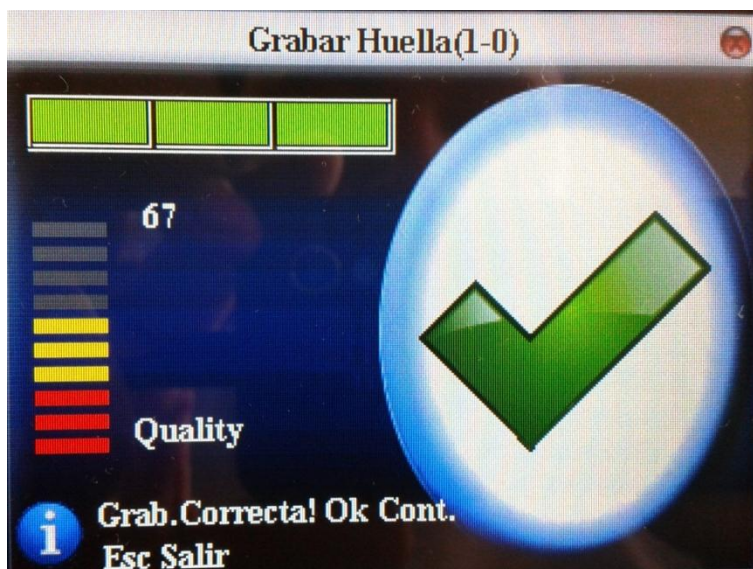 Grabar Huella(1-0)
67
Quality
Grab.Correcta! Ok Cont.
Esc Salir